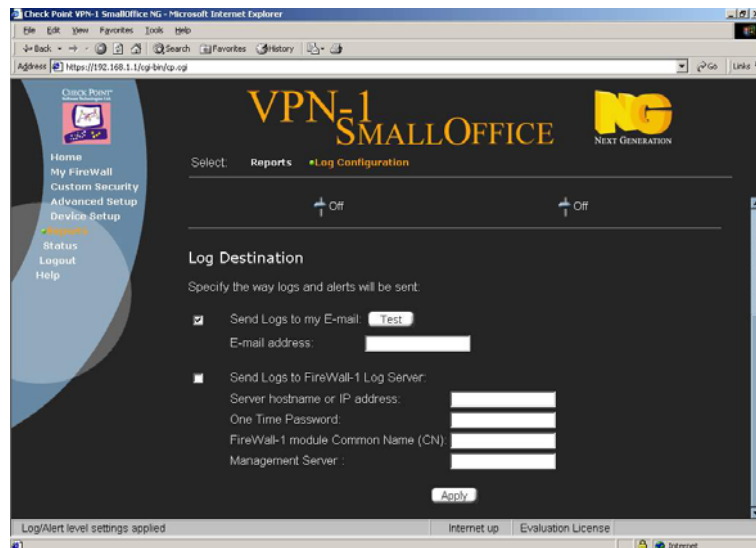 Check Point VPN-1 SmallOffice NG - Microsoft Internet Explorer
File Edit View Favorites Tools Help
Back Search Favorites History
Address https://192.168.1.1/cgi-bin/cp.cgi Go Links
CHECK POINT
Software Technologies Ltd.
VPN-1
SMALLOFFICE
NG
NEXT GENERATION
Home
My FireWall
Custom Security
Advanced Setup
Device Setup
Reports
Status
Logout
Help
Select: Reports Log Configuration
Off Off
Log Destination
Specify the way logs and alerts will be sent:
Send Logs to my E-mail: Test
E-mail address:
Send Logs to FireWall-1 Log Server:
Server hostname or IP address:
One Time Password:
FireWall-1 module Common Name (CN):
Management Server :
Apply
Log/Alert level settings applied Internet up Evaluation License
Internet